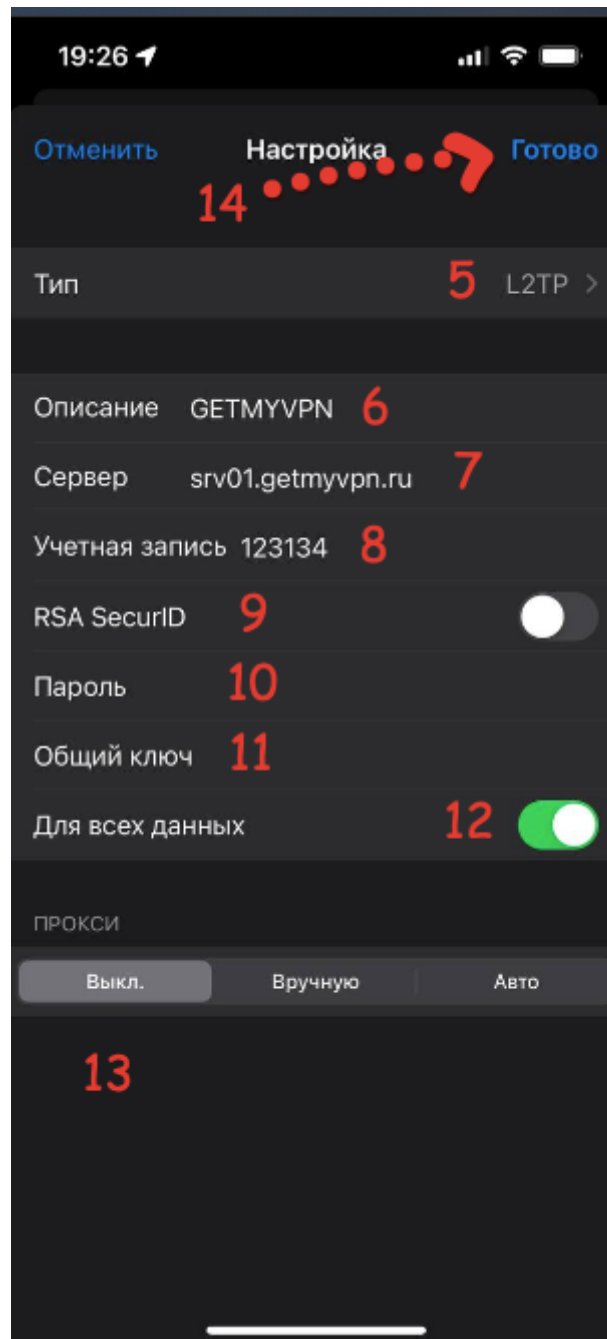 19:26
Отменить Настройка Готово
14
Тип 5 L2TP >
Описание GETMYVPN 6
Сервер srv01.getmyvpn.ru 7
Учетная запись 123134 8
RSA SecurID 9
Пароль 10
Общий ключ 11
Для всех данных 12
ПРОКСИ
Выкл. Вручную Авто
13